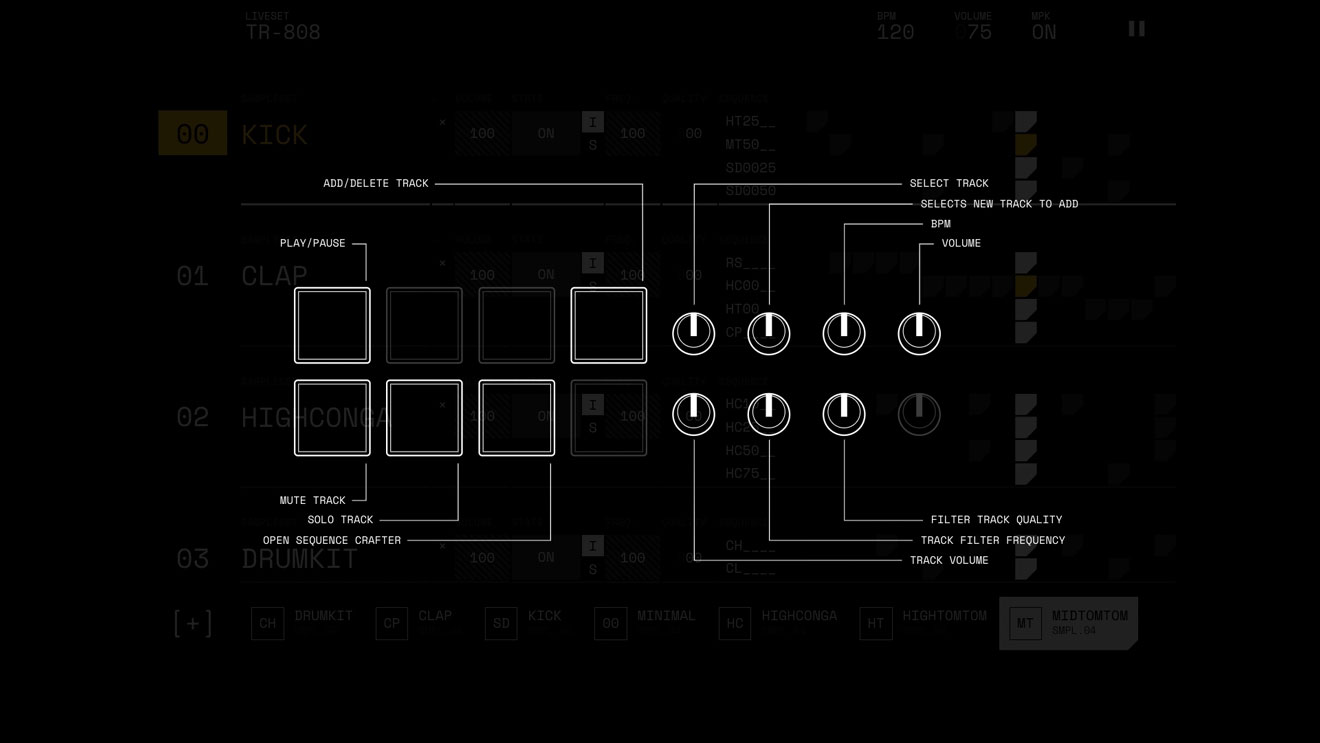 LIVESET
TR-808
BPM
120
VOLUME
075
MPK
ON
00
KICK
×
100
ON
I
S
100
00
HT25__
MT50__
SD0025
SD0050
ADD/DELETE TRACK
SELECT TRACK
SELECTS NEW TRACK TO ADD
BPM
PLAY/PAUSE
VOLUME
01
CLAP
×
100
ON
I
100
00
RS____
HC00__
HT00__
CP____
02
HIGHCONGA
×
100
ON
I
S
100
00
HC50__
HC75__
MUTE TRACK
SOLO TRACK
OPEN SEQUENCE CRAFTER
FILTER TRACK QUALITY
TRACK FILTER FREQUENCY
TRACK VOLUME
03
DRUMKIT
×
100
ON
I
S
100
00
CH____
CL____
[+]
CH
DRUMKIT
CP
CLAP
SD
KICK
00
MINIMAL
HC
HIGHCONGA
HT
HIGHTOMTOM
MT
MIDTOMTOM
SMPL.04